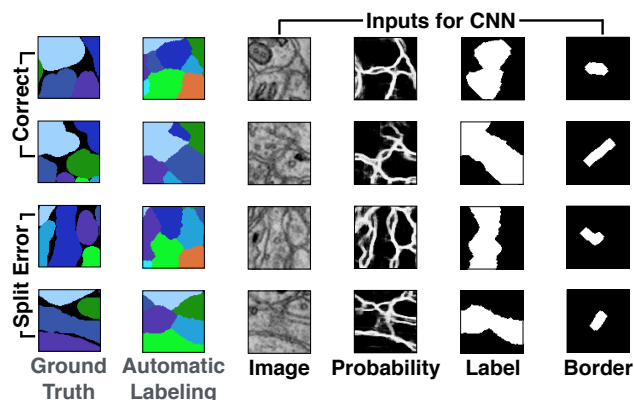 Inputs for CNN
Correct
Split Error
Ground
Truth
Automatic
Labeling
Image
Probability
Label
Border